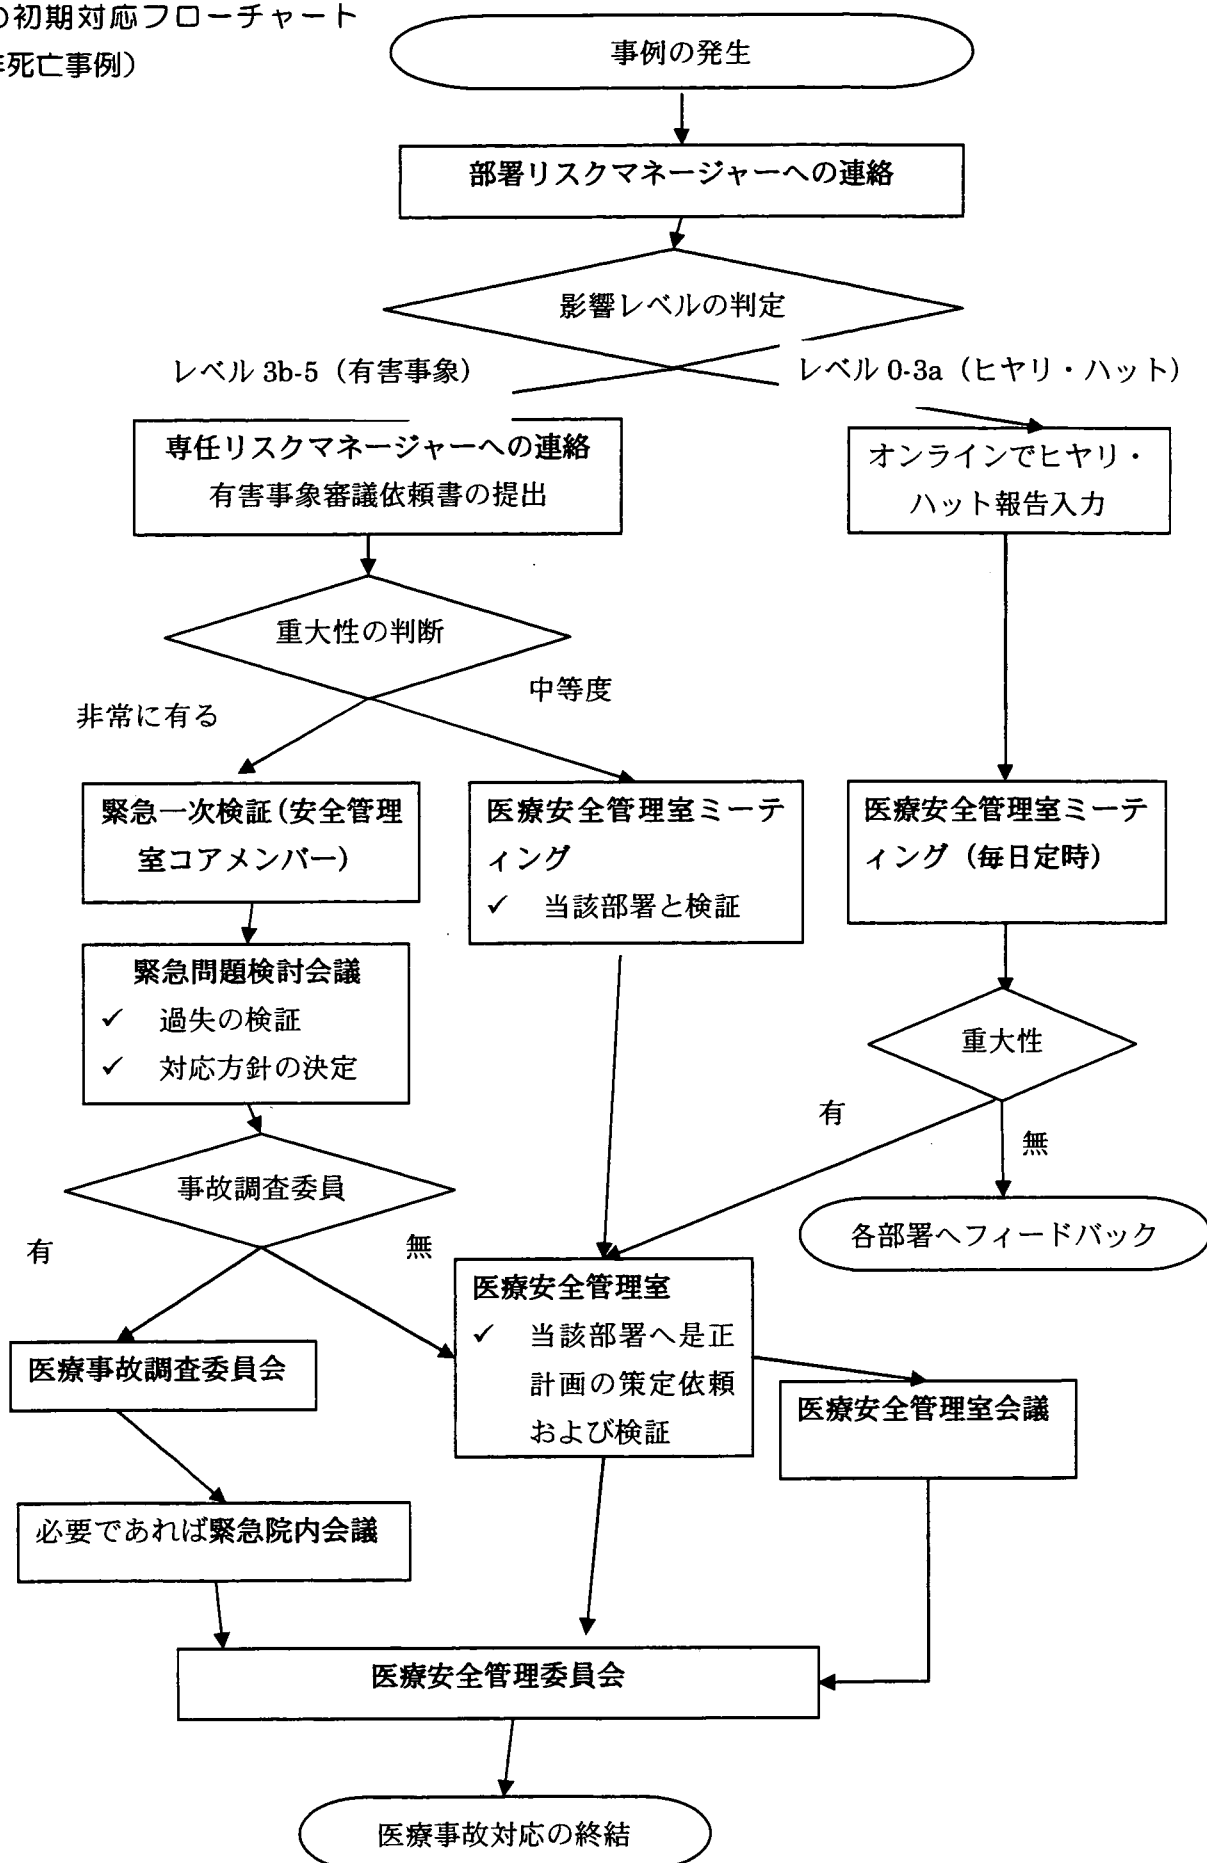 の初期対応フローチャート
死亡事例）
事例の発生
部署リスクマネージャーへの連絡
影響レベルの判定
レベル 3b-5（有害事象）
レベル 0-3a（ヒヤリ・ハット）
専任リスクマネージャーへの連絡
有害事象審議依頼書の提出
オンラインでヒヤリ・
ハット報告入力
重大性の判断
非常に有る
中等度
緊急一次検証（安全管理
室コアメンバー）
医療安全管理室ミーテ
ィング
✓ 当該部署と検証
医療安全管理室ミーテ
ィング（毎日定時）
緊急問題検討会議
✓ 過失の検証
✓ 対応方針の決定
重大性
有
無
事故調査委員
有
無
各部署へフィードバック
医療安全管理室
✓ 当該部署へ是正
計画の策定依頼
および検証
医療事故調査委員会
医療安全管理室会議
必要であれば緊急院内会議
医療安全管理委員会
医療事故対応の終結